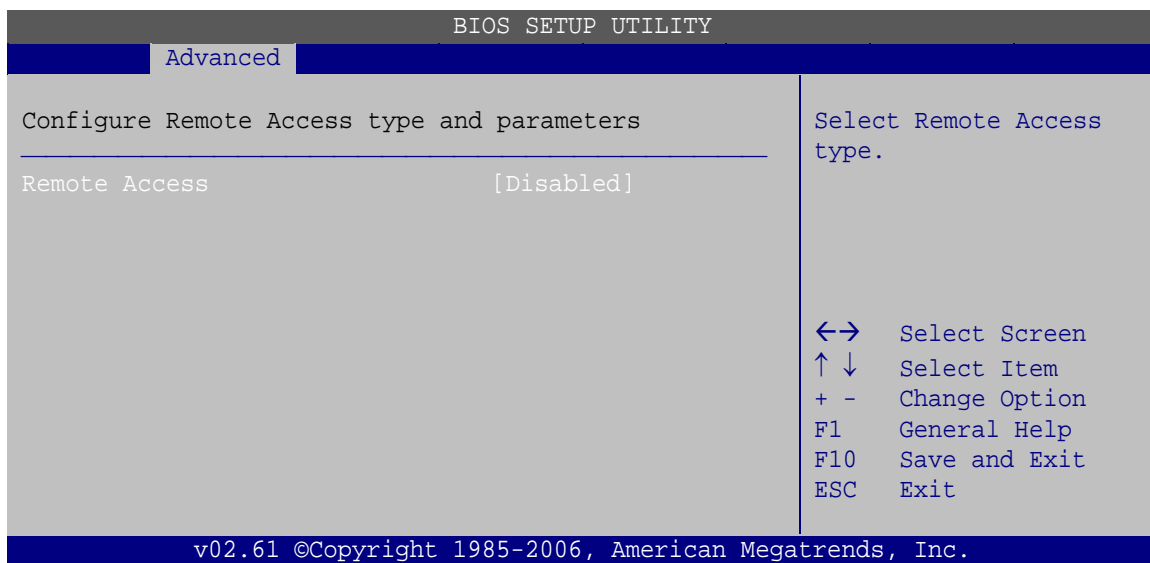 BIOS SETUP UTILITY
Advanced
Configure Remote Access type and parameters
Remote Access [Disabled]
Select Remote Access
type.
←→ Select Screen
↑ ↓ Select Item
+ - Change Option
F1 General Help
F10 Save and Exit
ESC Exit
v02.61 ©Copyright 1985-2006, American Megatrends, Inc.